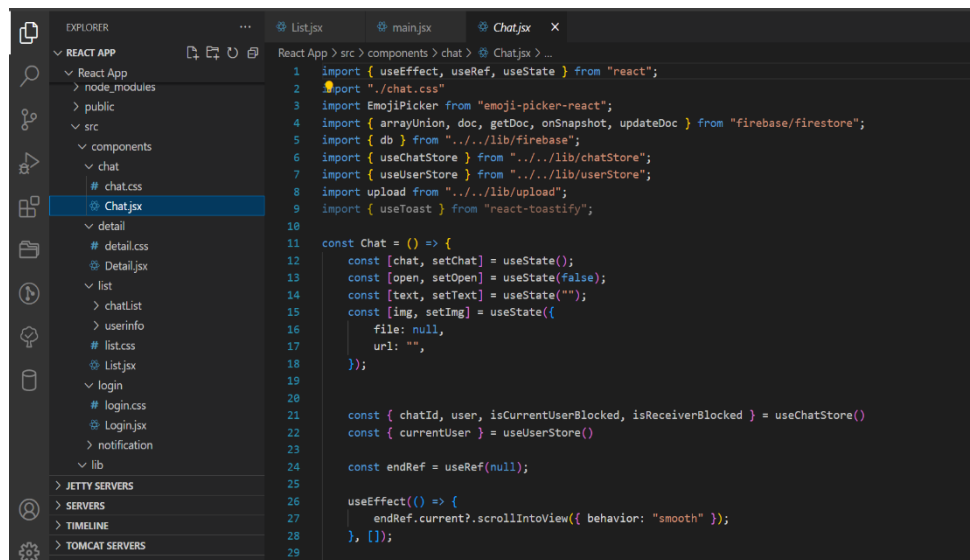 EXPLORER
REACT APP
React App
node_modules
public
src
components
chat
# chat.css
Chat.jsx
detail
# detail.css
Detail.jsx
list
chatList
userinfo
# list.css
List.jsx
login
# login.css
Login.jsx
notification
lib
JETTY SERVERS
SERVERS
TIMELINE
TOMCAT SERVERS
List.jsx main.jsx Chat.jsx
React App > src > components > chat > Chat.jsx > ...
1 import { useEffect, useRef, useState } from "react";
2 import "./chat.css"
3 import EmojiPicker from "emoji-picker-react";
4 import { arrayUnion, doc, getDoc, onSnapshot, updateDoc } from "firebase/firestore";
5 import { db } from "../../lib/firebase";
6 import { useChatStore } from "../../lib/chatStore";
7 import { useUserStore } from "../../lib/userStore";
8 import upload from "../../lib/upload";
9 import { useToast } from "react-toastify";
10
11 const Chat = () => {
12 const [chat, setChat] = useState();
13 const [open, setOpen] = useState(false);
14 const [text, setText] = useState("");
15 const [img, setImg] = useState({
16 file: null,
17 url: "",
18 });
19
20
21 const { chatId, user, isCurrentUserBlocked, isReceiverBlocked } = useChatStore()
22 const { currentUser } = useUserStore()
23
24 const endRef = useRef(null);
25
26 useEffect(() => {
27 endRef.current?.scrollIntoView({ behavior: "smooth" });
28 }, []);
29